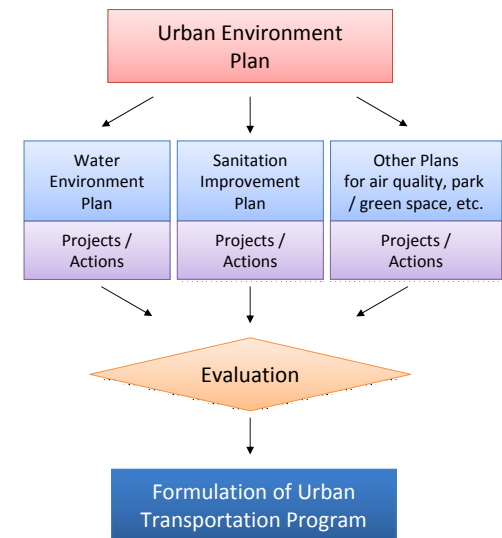 Urban Environment
Plan
Water
Environment
Plan
Sanitation
Improvement
Plan
Other Plans
for air quality, park
/ green space, etc.
Projects /
Actions
Projects /
Actions
Projects /
Actions
Evaluation
Formulation of Urban
Transportation Program